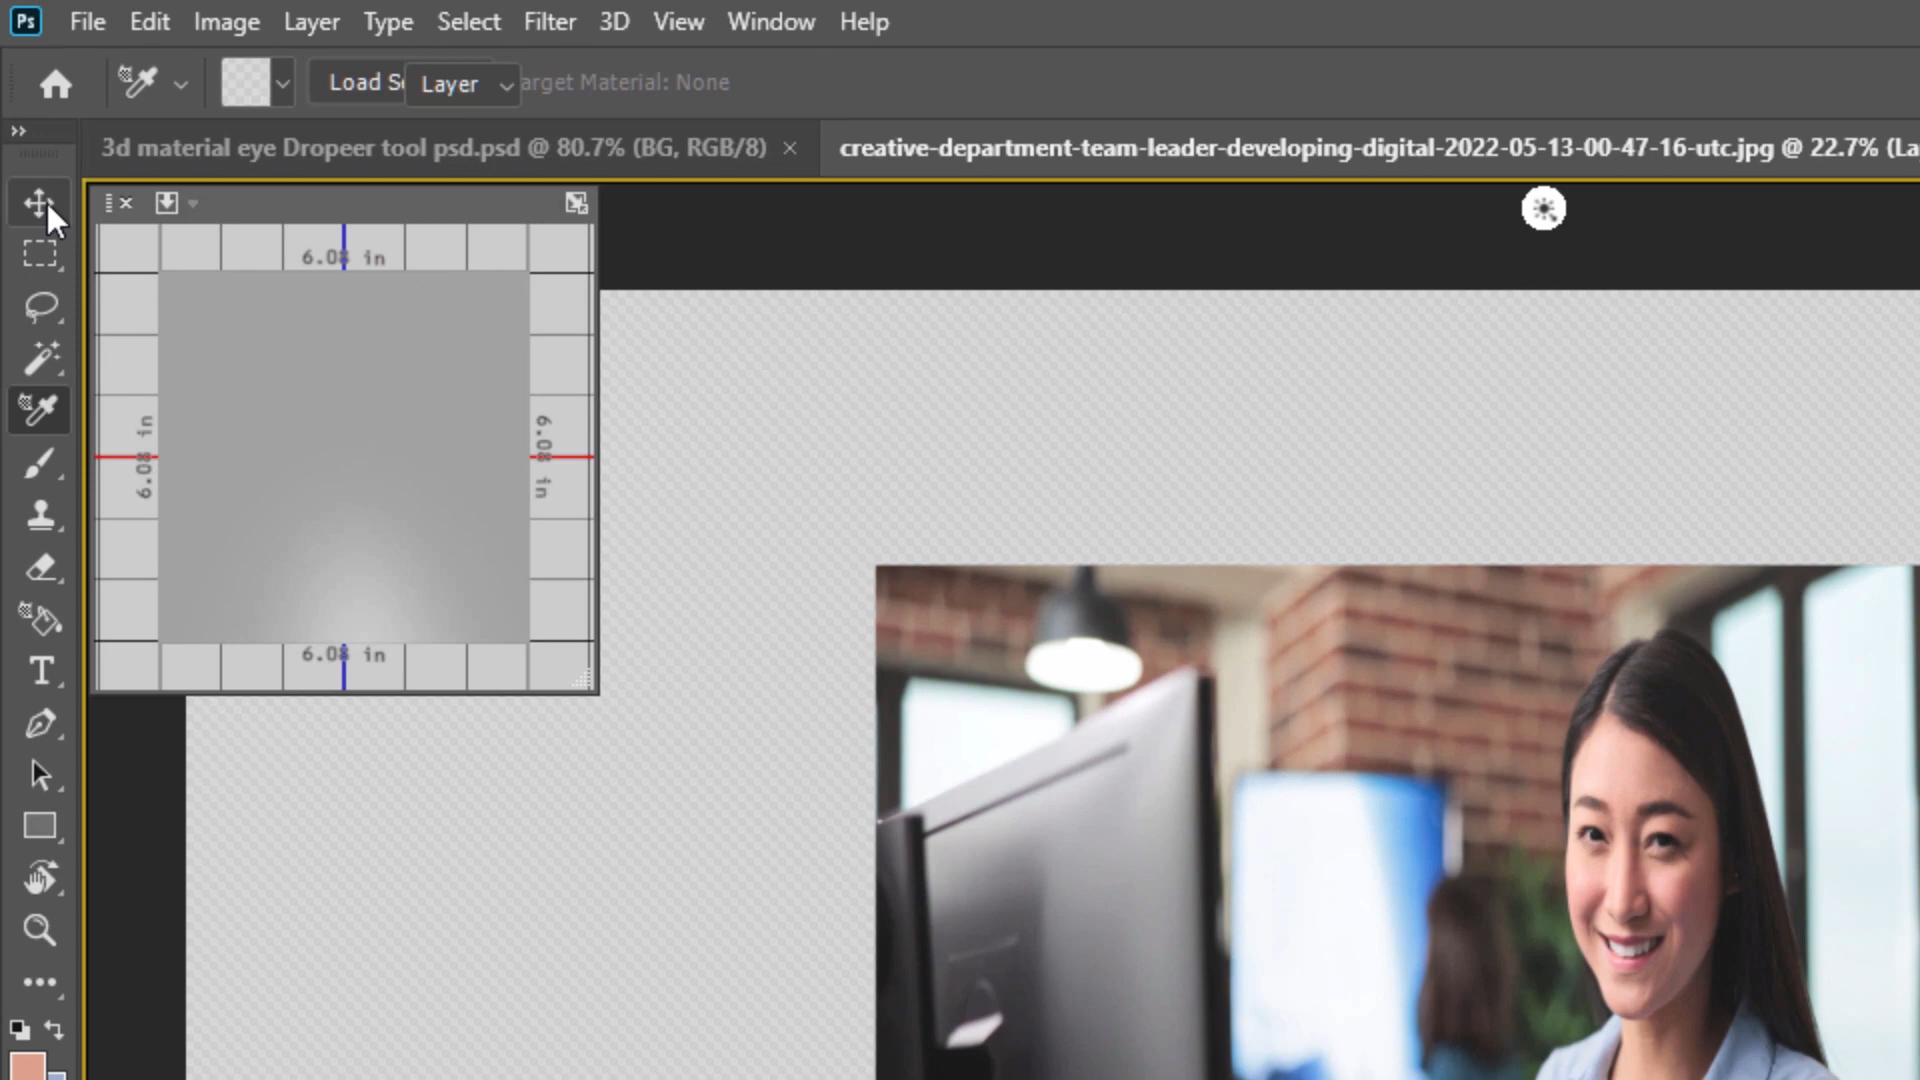 Ps File Edit Image Layer Type Select Filter 3D View Window Help
Load Layer arget Material: None
3d material eye Dropeer tool psd.psd @ 80.7% (BG, RGB/8) × creative-department-team-leader-developing-digital-2022-05-13-00-47-16-utc.jpg @ 22.7% (La
6.08 in
6.08 in
6.08 in
6.08 in